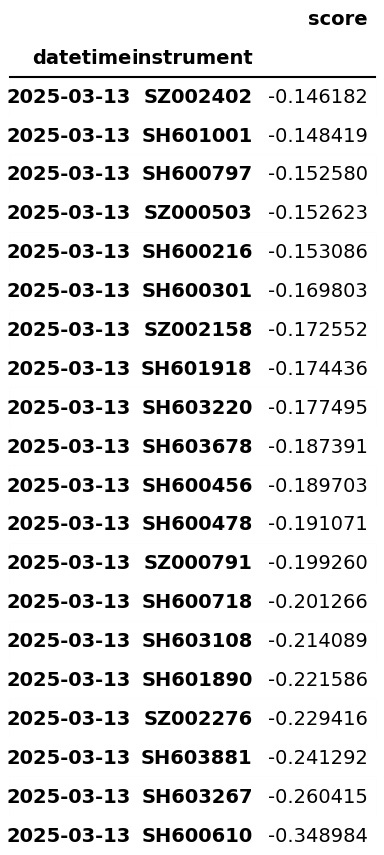 score
datetime instrument
2025-03-13 SZ002402 -0.146182
2025-03-13 SH601001 -0.148419
2025-03-13 SH600797 -0.152580
2025-03-13 SZ000503 -0.152623
2025-03-13 SH600216 -0.153086
2025-03-13 SH600301 -0.169803
2025-03-13 SZ002158 -0.172552
2025-03-13 SH601918 -0.174436
2025-03-13 SH603220 -0.177495
2025-03-13 SH603678 -0.187391
2025-03-13 SH600456 -0.189703
2025-03-13 SH600478 -0.191071
2025-03-13 SZ000791 -0.199260
2025-03-13 SH600718 -0.201266
2025-03-13 SH603108 -0.214089
2025-03-13 SH601890 -0.221586
2025-03-13 SZ002276 -0.229416
2025-03-13 SH603881 -0.241292
2025-03-13 SH603267 -0.260415
2025-03-13 SH600610 -0.348984